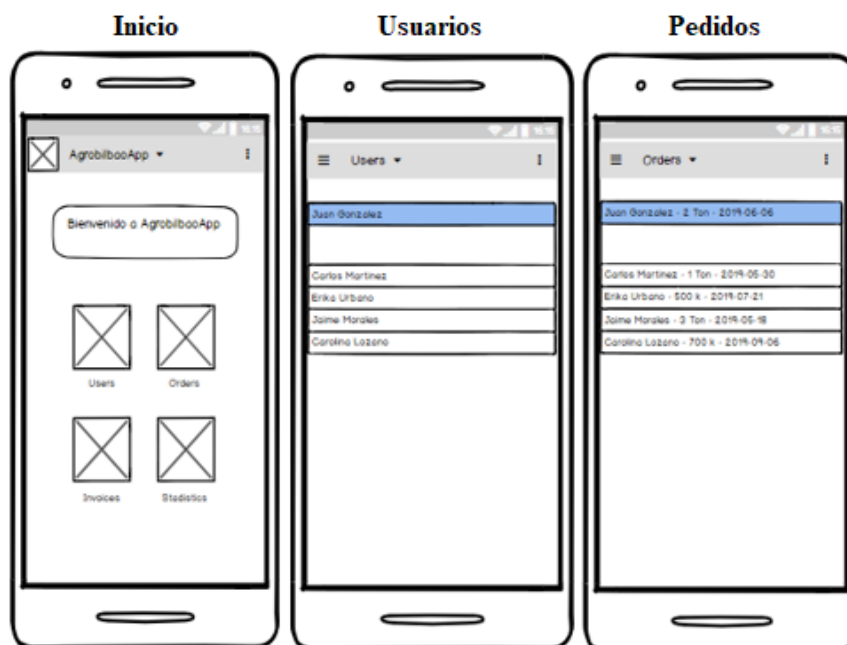 Inicio
Usuarios
Pedidos
AgrobilbaoApp
Bienvenido a AgrobilbaoApp
Users
Orders
Invoices
Stadistics
Users
Juan Gonzalez
Carlos Martinez
Erika Urbano
Jaime Morales
Carolina Lozano
Orders
Juan Gonzalez - 2 Ton - 2019-06-06
Carlos Martinez - 1 Ton - 2019-05-30
Erika Urbano - 500 k - 2019-07-21
Jaime Morales - 3 Ton - 2019-05-18
Carolina Lozano - 700 k - 2019-09-06